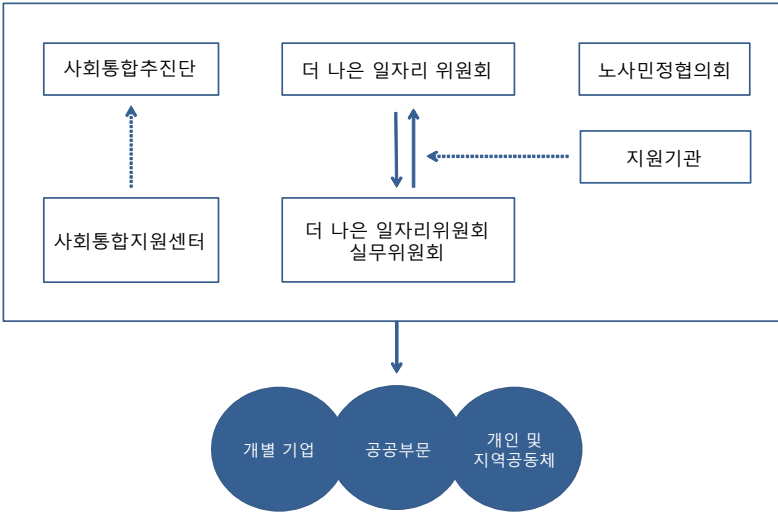 사회통합추진단
더 나은 일자리 위원회
노사민정협의회
지원기관
사회통합지원센터
더 나은 일자리위원회
실무위원회
개별 기업
공공부문
개인 및
지역공동체